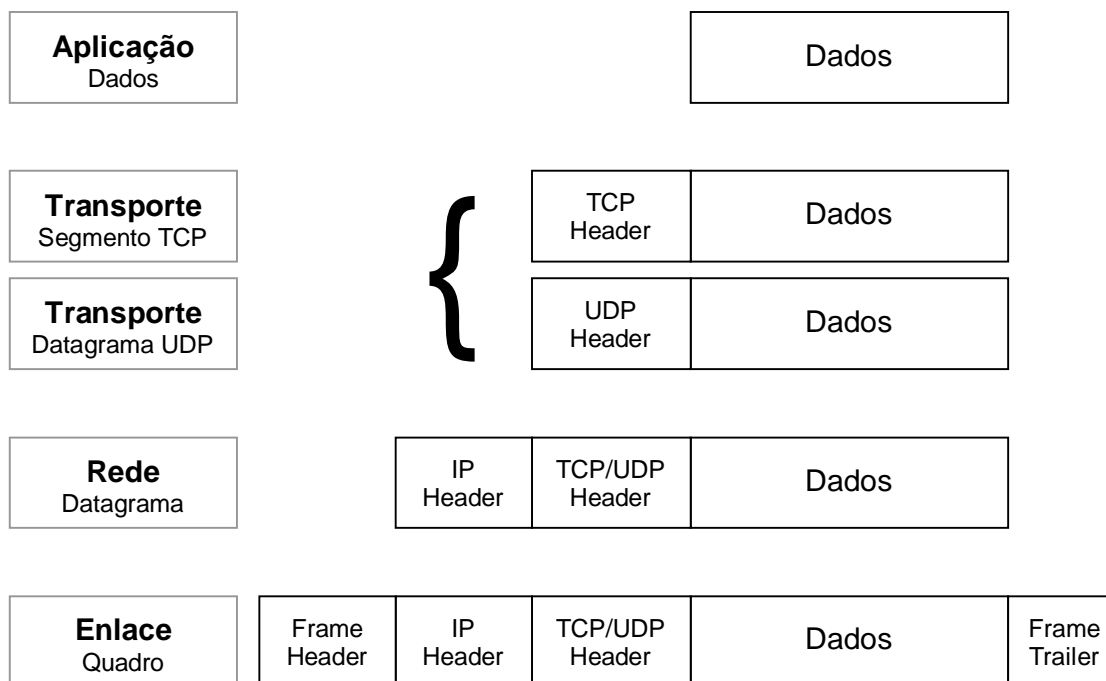 Aplicação
Dados
Dados
Transporte
Segmento TCP
{
TCP
Header
Dados
Transporte
Datagrama UDP
UDP
Header
Dados
Rede
Datagrama
IP
Header
TCP/UDP
Header
Dados
Enlace
Quadro
Frame
Header
IP
Header
TCP/UDP
Header
Dados
Frame
Trailer